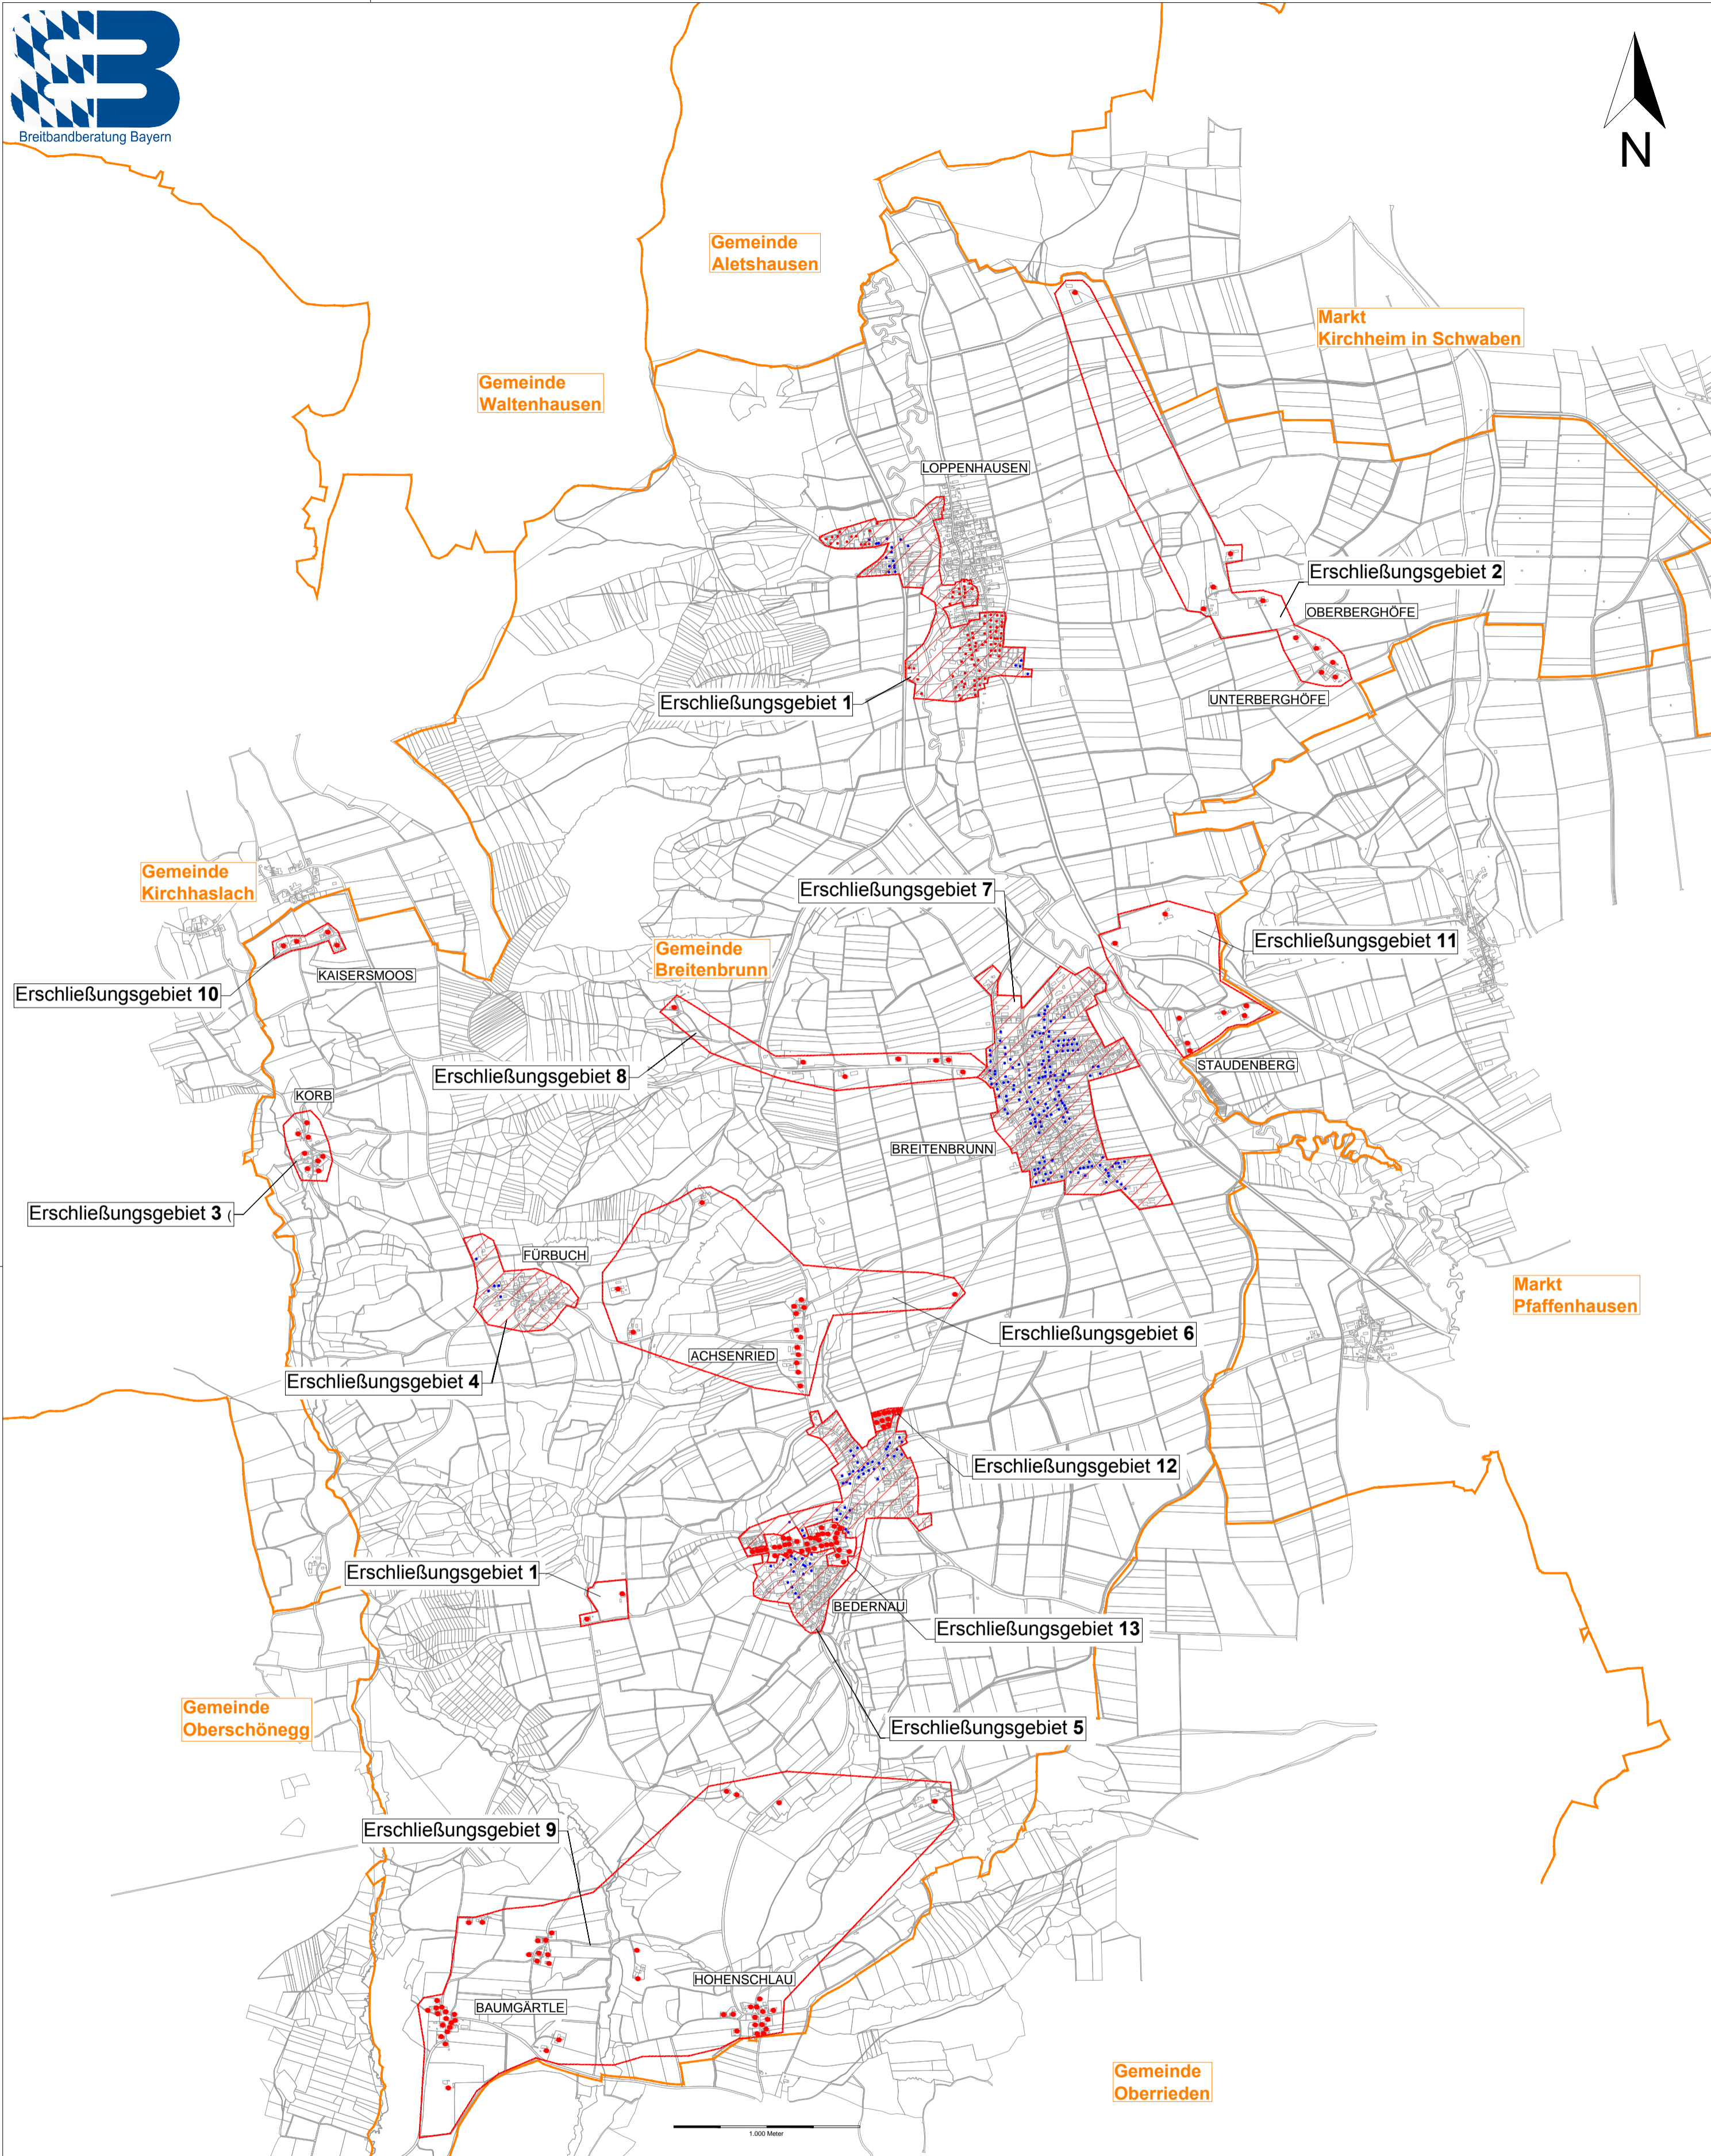 Breitbandberatung Bayern
N
Gemeinde
Aletshausen
Markt
Kirchheim in Schwaben
Gemeinde
Waltenhausen
LOPPENHAUSEN
Erschließungsgebiet 2
OBERBERGHÖFE
Erschließungsgebiet 1
UNTERBERGHÖFE
Gemeinde
Kirchhaslach
Erschließungsgebiet 7
Gemeinde
Breitenbrunn
Erschließungsgebiet 11
KAISERSMOOS
Erschließungsgebiet 10
Erschließungsgebiet 8
STAUDENBERG
KORB
BREITENBRUNN
Erschließungsgebiet 3 (
FÜRBUCH
Markt
Pfaffenhausen
Erschließungsgebiet 6
ACHSENRIED
Erschließungsgebiet 4
Erschließungsgebiet 12
Erschließungsgebiet 1
BEDERNAU
Erschließungsgebiet 13
Gemeinde
Oberschönegg
Erschließungsgebiet 5
Erschließungsgebiet 9
HOHENSCHLAU
BAUMGÄRTLE
Gemeinde
Oberrieden
1.000 Meter